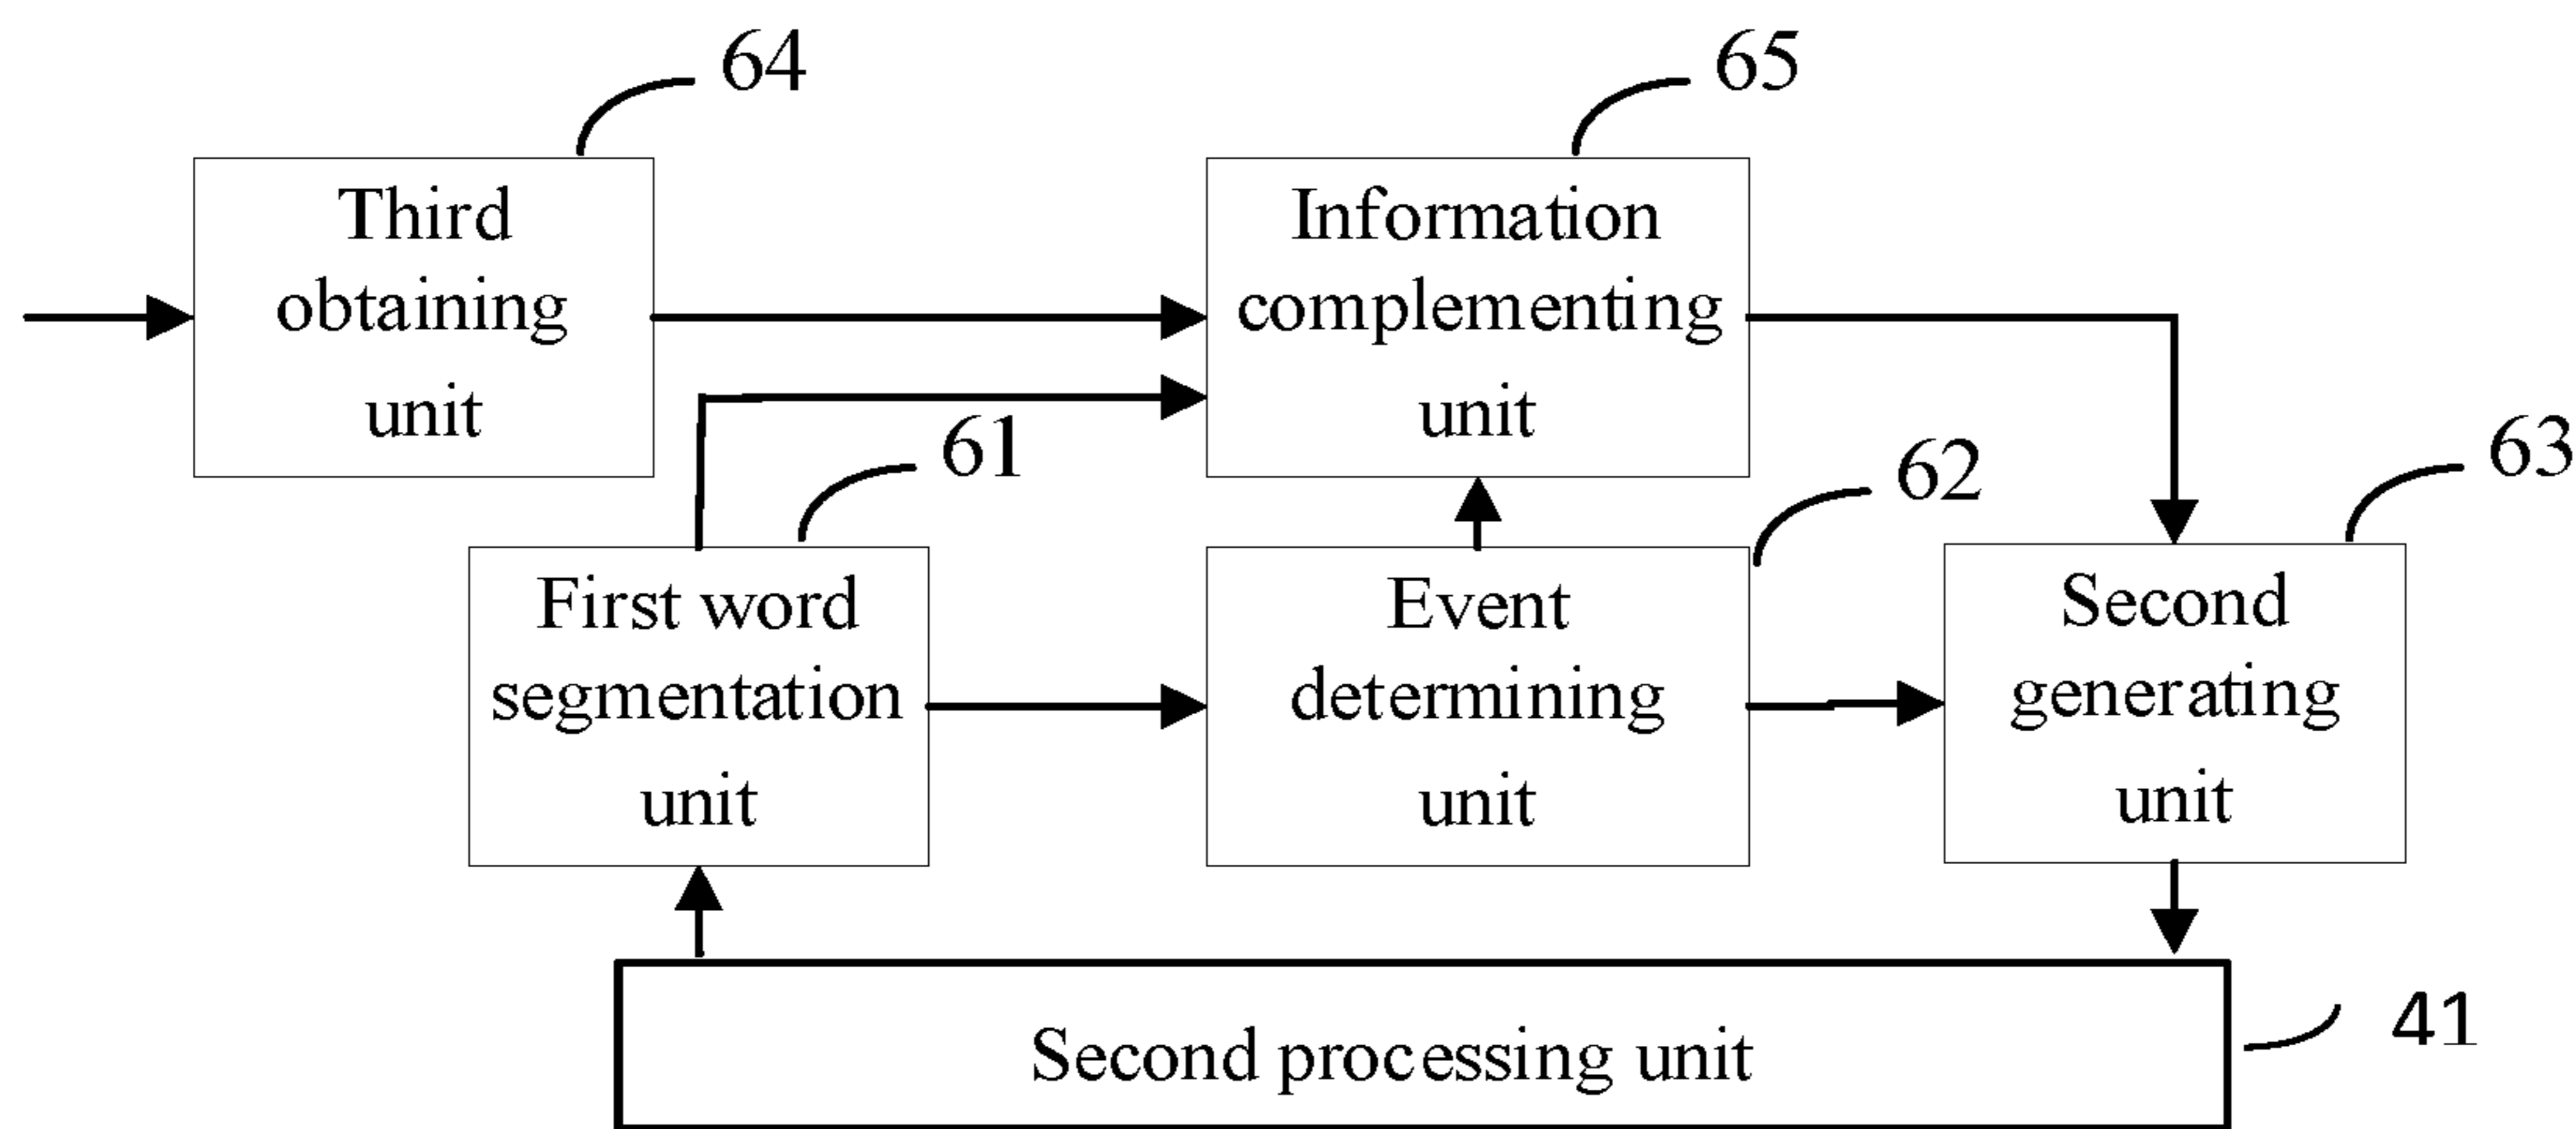 64
65
Third
obtaining
unit
Information
complementing
unit
61
62
63
First word
segmentation
unit
Event
determining
unit
Second
generating
unit
Second processing unit
41